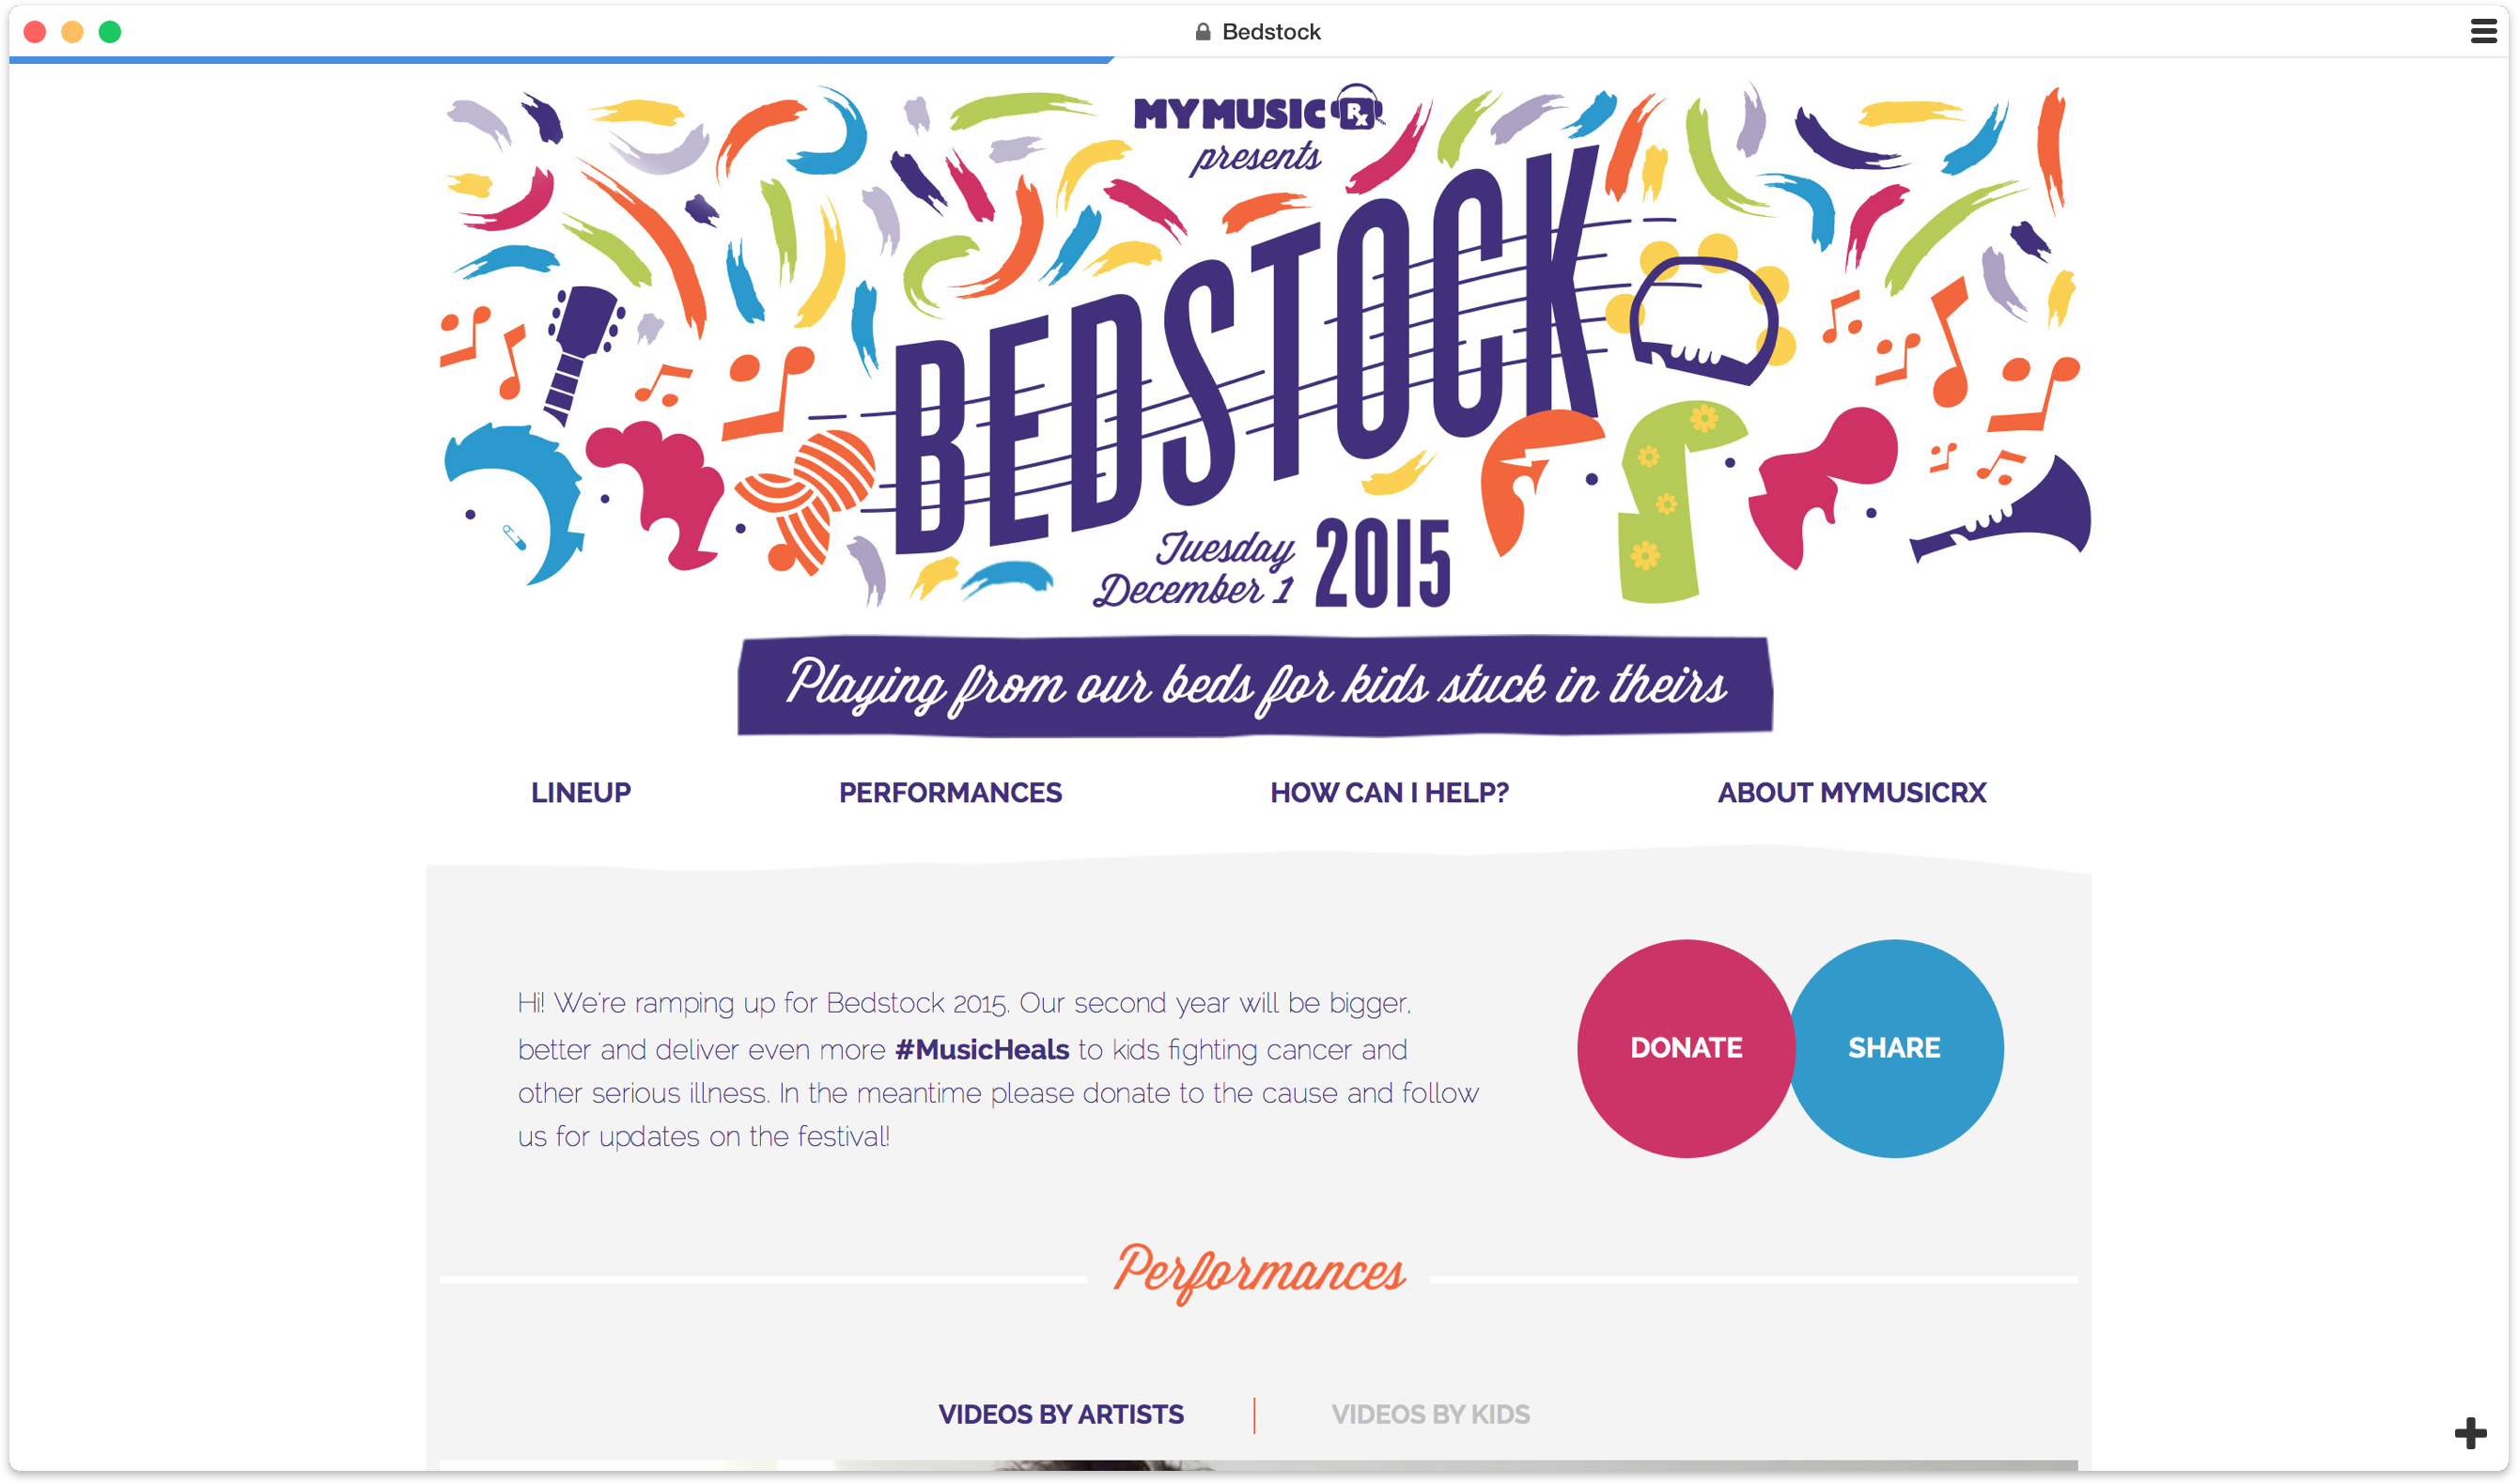 Bedstock
MYMUSIC Rx
presents
BEDSTOCK
Tuesday
December 1 2015
Playing from our beds for kids stuck in theirs
LINEUP PERFORMANCES HOW CAN I HELP? ABOUT MYMUSICRX
Hi! We're ramping up for Bedstock 2015. Our second year will be bigger,
better and deliver even more #MusicHeals to kids fighting cancer and
other serious illness. In the meantime please donate to the cause and follow
us for updates on the festival!
DONATE SHARE
Performances
VIDEOS BY ARTISTS | VIDEOS BY KIDS